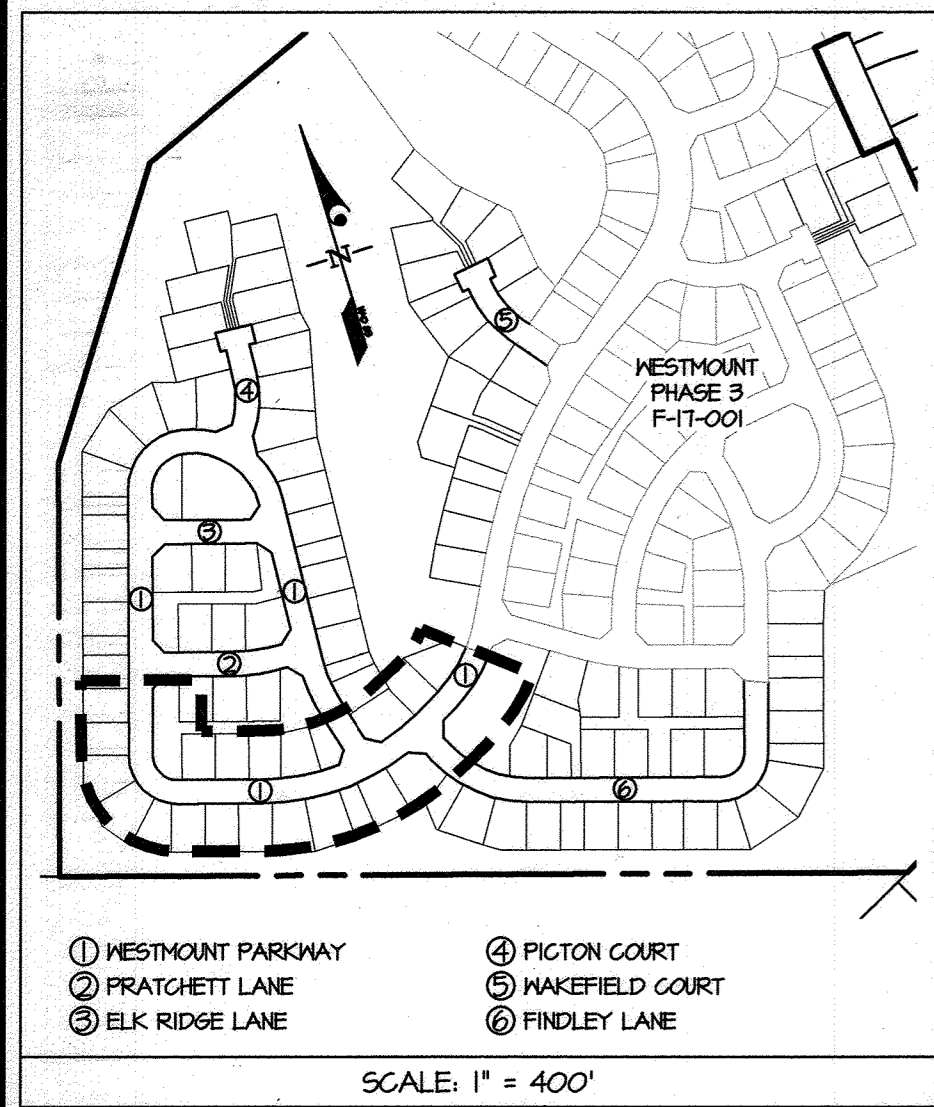 N
④
⑤
WESTMOUNT
PHASE 3
F-17-001
③
①
①
②
①
①
⑥
① WESTMOUNT PARKWAY
② PRATCHETT LANE
③ ELK RIDGE LANE
④ PICTON COURT
⑤ WAKEFIELD COURT
⑥ FINDLEY LANE
SCALE: 1" = 400'